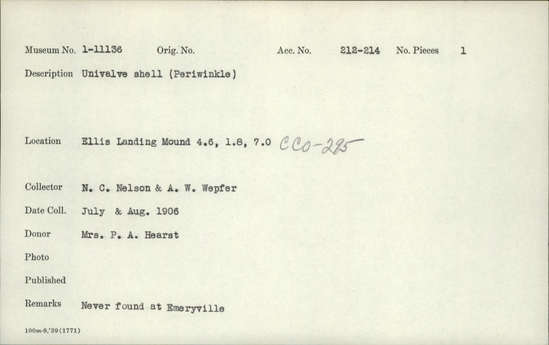 Museum No. 1-11136 Orig. No. Acc. No. 212-214 No. Pieces 1
Description Univalve shell (Periwinkle)
Location Ellis Landing Mound 4.6, 1.8, 7.0 CCO-295
Collector N. C. Nelson & A. W. Wepfer
Date Coll. July & Aug. 1906
Donor Mrs. P. A. Hearst
Photo
Published
Remarks Never found at Emeryville
100m-8,'39(1771)